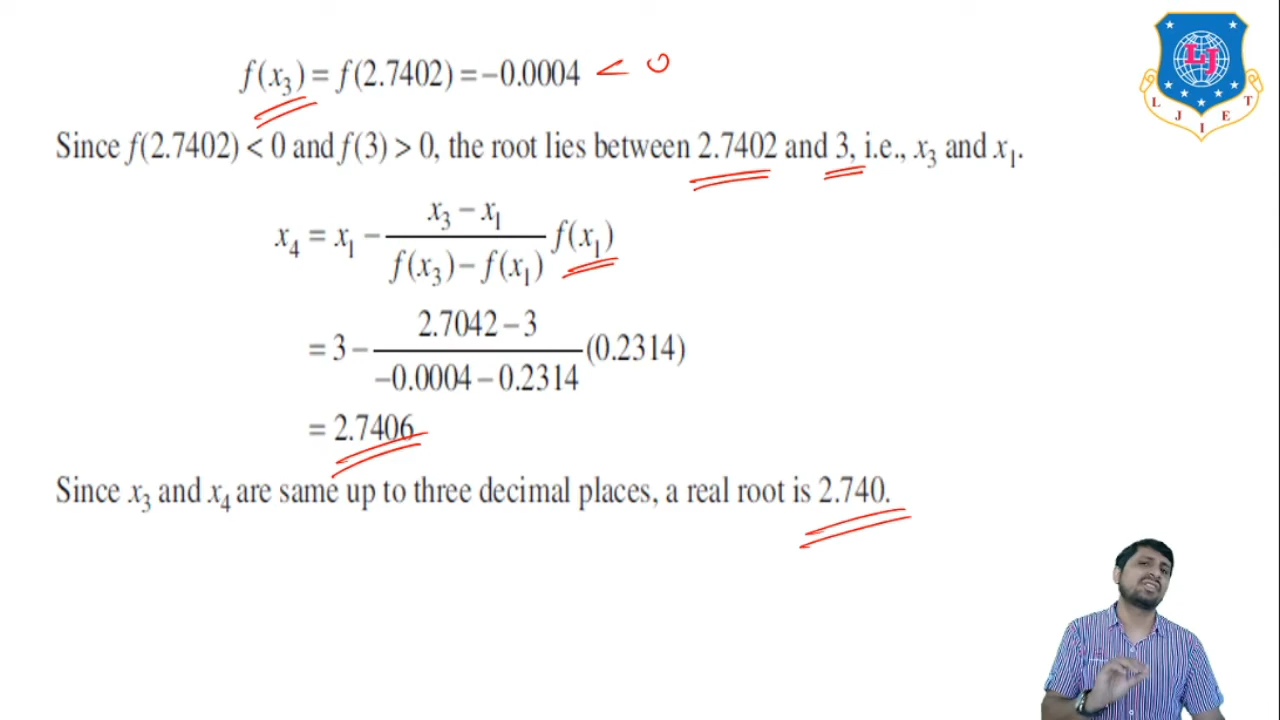 f(x₃) = f(2.7402) = −0.0004 < 0
Since f(2.7402) < 0 and f(3) > 0, the root lies between 2.7402 and 3, i.e., x₃ and x₁.
x₄ = x₁ − (x₃ − x₁)/(f(x₃) − f(x₁)) f(x₁)
= 3 − (2.7042 − 3)/(−0.0004 − 0.2314) (0.2314)
= 2.7406
Since x₃ and x₄ are same up to three decimal places, a real root is 2.740.
LJ
L J I E T